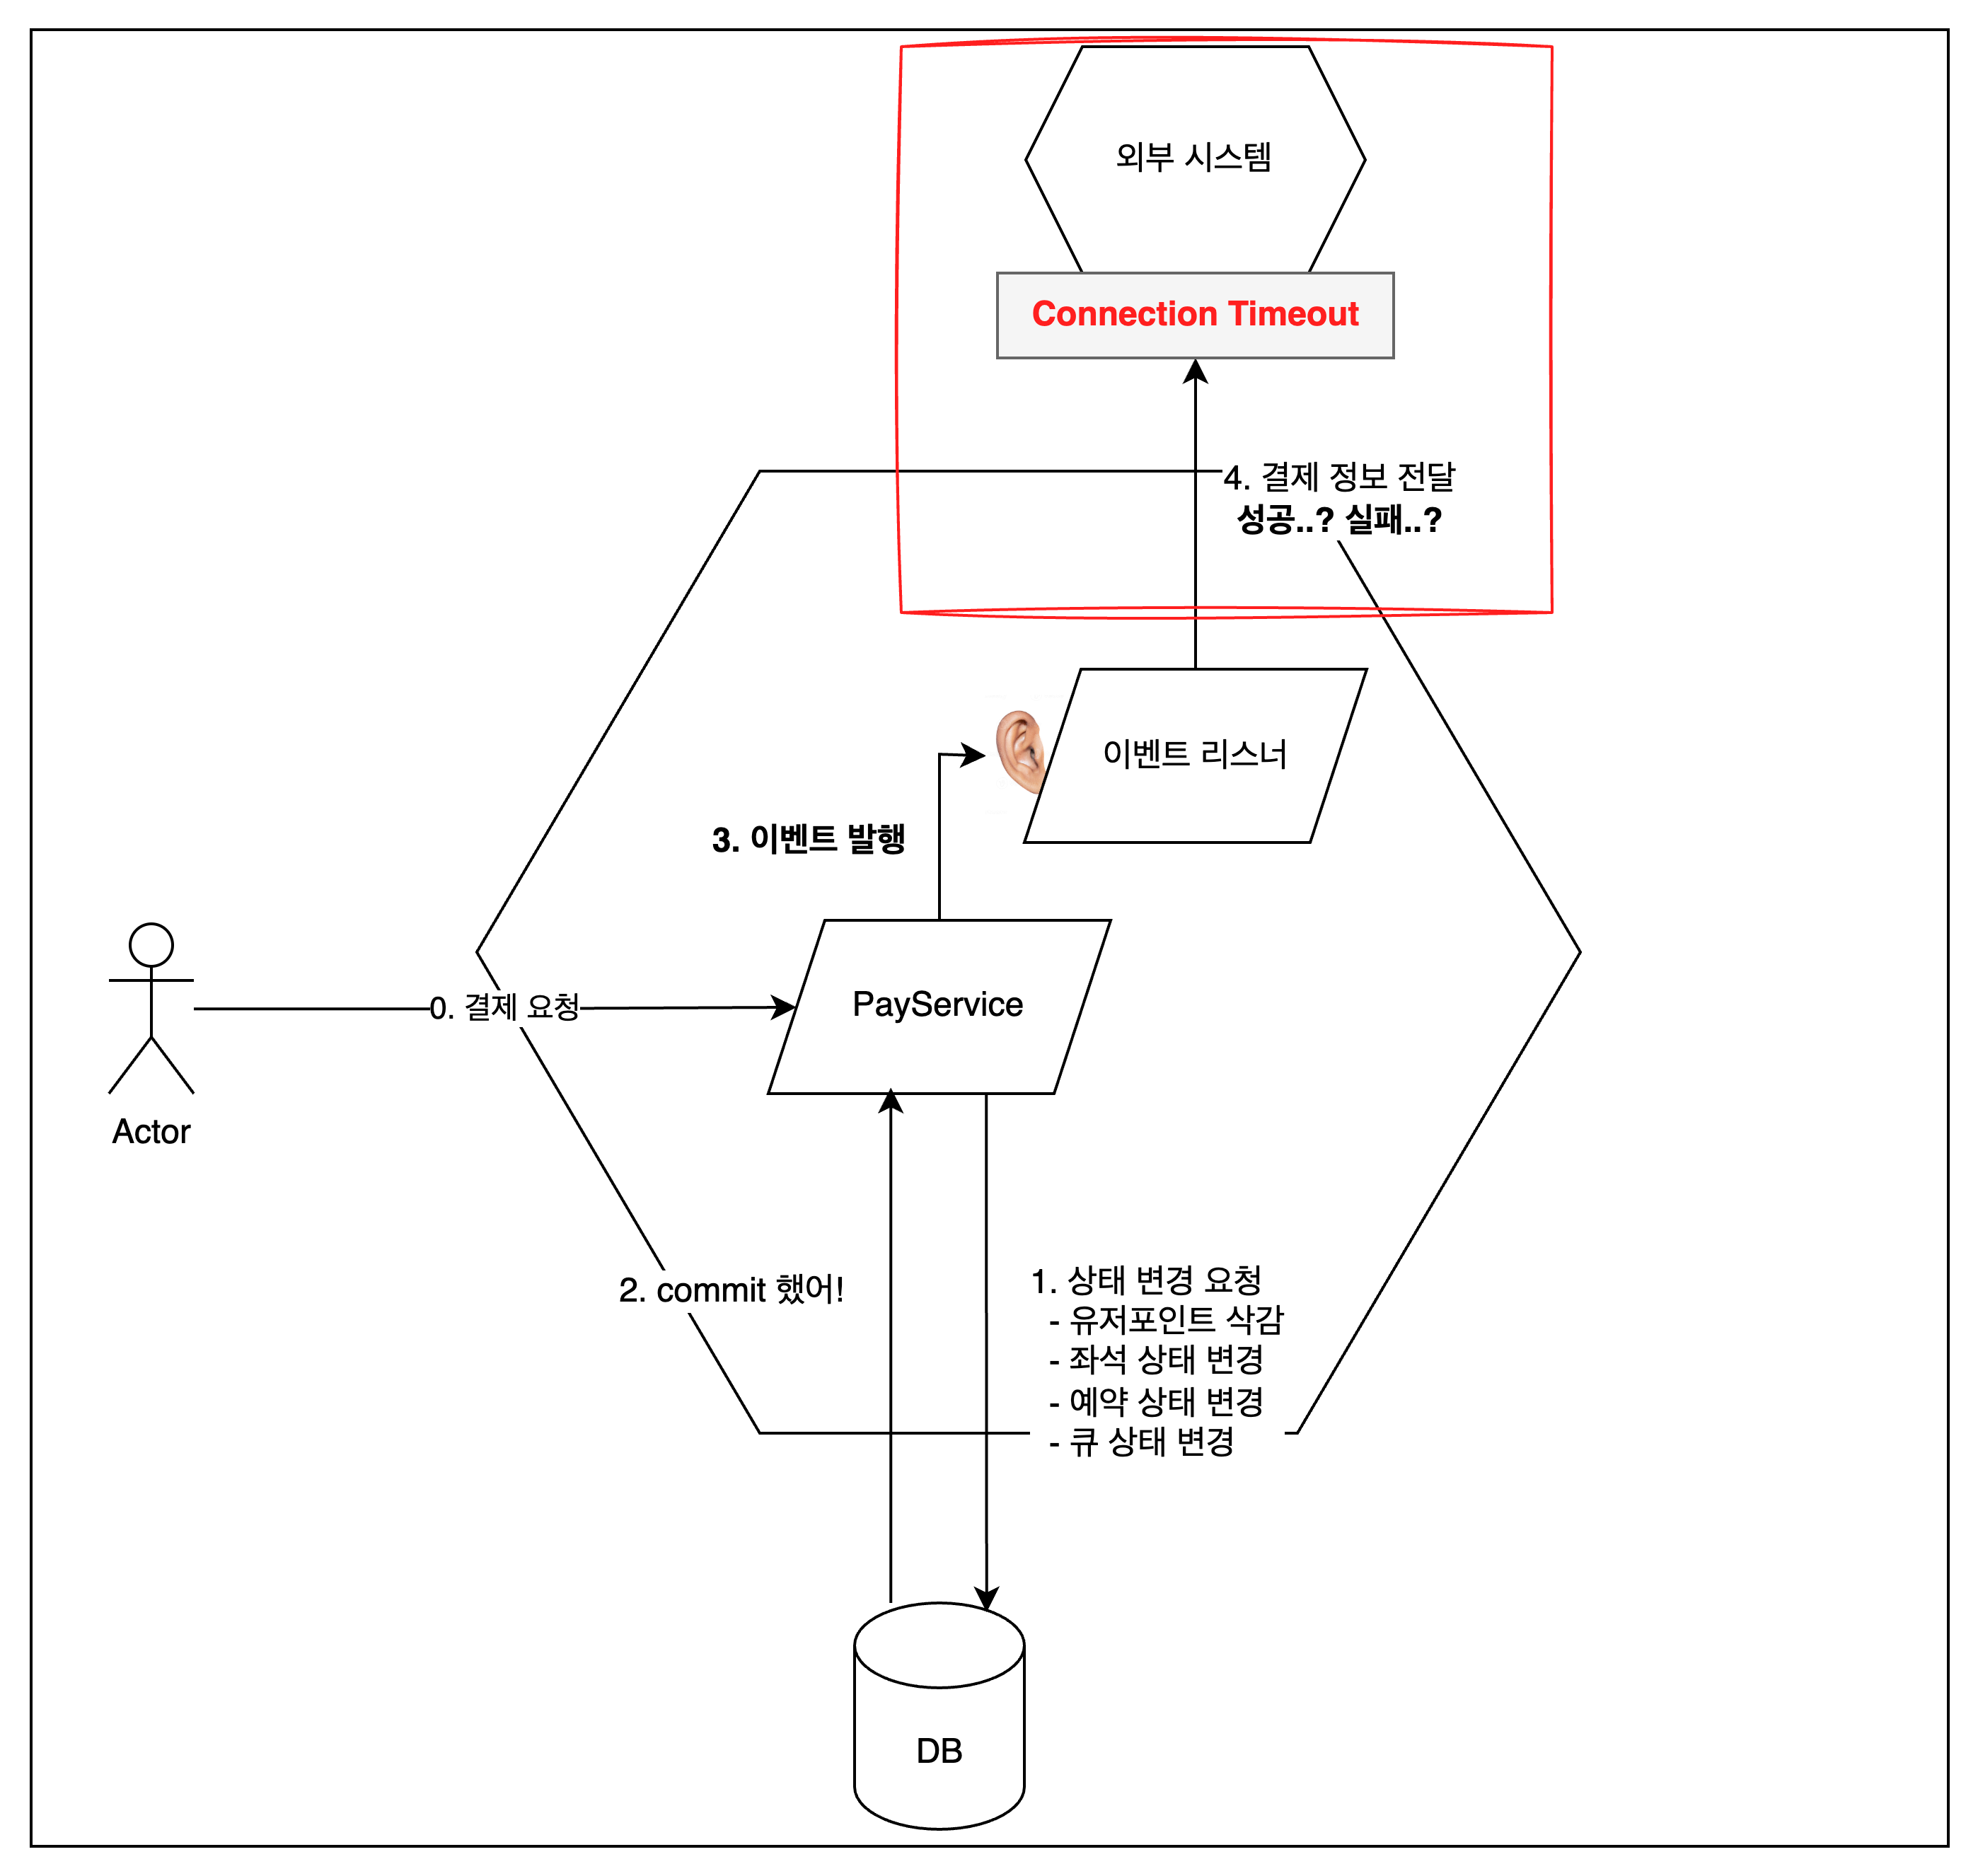 외부 시스템
Connection Timeout
4. 결제 정보 전달
성공..? 실패..?
이벤트 리스너
3. 이벤트 발행
PayService
0. 결제 요청
Actor
2. commit 했어!
1. 상태 변경 요청
- 유저포인트 삭감
- 좌석 상태 변경
- 예약 상태 변경
- 큐 상태 변경
DB